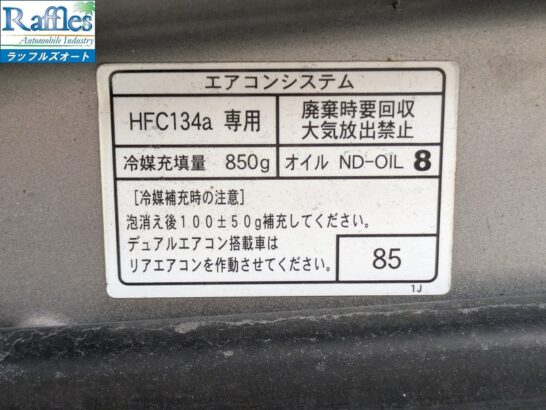 Raffles
Automobile Industry
ラッフルズオート
エアコンシステム
HFC134a 専用
廃棄時要回収
大気放出禁止
冷媒充填量 850g
オイル ND-OIL 8
[冷媒補充時の注意]
泡消え後100±50g補充してください。
デュアルエアコン搭載車は
リアエアコンを作動させてください。
85
1J